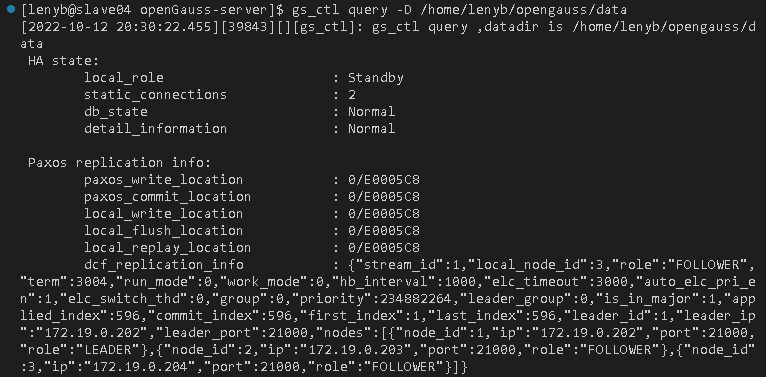 [lenyb@slave04 openGauss-server]$ gs_ctl query -D /home/lenyb/opengauss/data
[2022-10-12 20:30:22.455][39843][][gs_ctl]: gs_ctl query ,datadir is /home/lenyb/opengauss/d
ata
HA state:
local_role : Standby
static_connections : 2
db_state : Normal
detail_information : Normal
Paxos replication info:
paxos_write_location : 0/E0005C8
paxos_commit_location : 0/E0005C8
local_write_location : 0/E0005C8
local_flush_location : 0/E0005C8
local_replay_location : 0/E0005C8
dcf_replication_info : {"stream_id":1,"local_node_id":3,"role":"FOLLOWER",
"term":3004,"run_mode":0,"work_mode":0,"hb_interval":1000,"elc_timeout":3000,"auto_elc_pri_e
n":1,"elc_switch_thd":0,"group":0,"priority":234882264,"leader_group":0,"is_in_major":1,"app
lied_index":596,"commit_index":596,"first_index":1,"last_index":596,"leader_id":1,"leader_ip
":"172.19.0.202","leader_port":21000,"nodes":[{"node_id":1,"ip":"172.19.0.202","port":21000,
"role":"LEADER"},{"node_id":2,"ip":"172.19.0.203","port":21000,"role":"FOLLOWER"},{"node_id"
:3,"ip":"172.19.0.204","port":21000,"role":"FOLLOWER"}]}